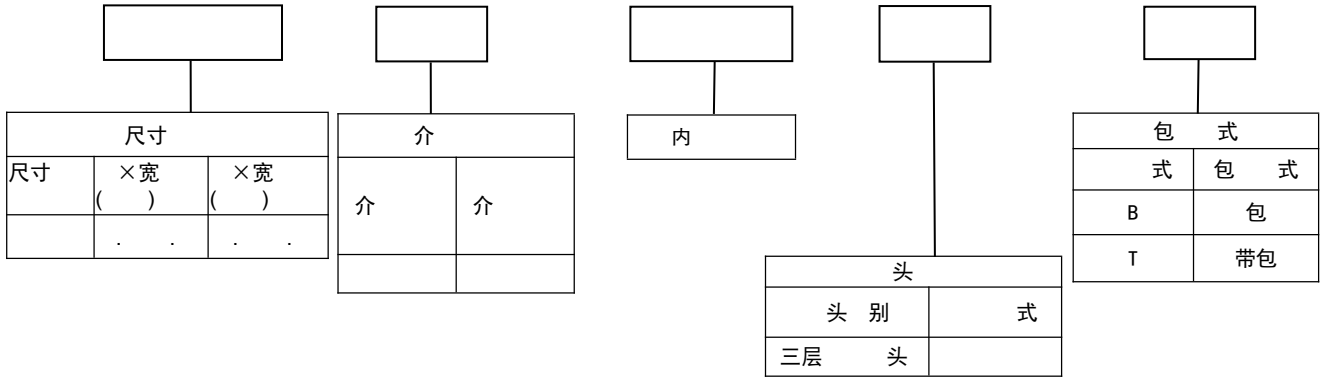 尺寸
尺寸 ×宽 ×宽
( ) ( )
. . . .
介
介 介
内
头
头 别 式
三层 头
包 式
式 包 式
B 包
T 带包